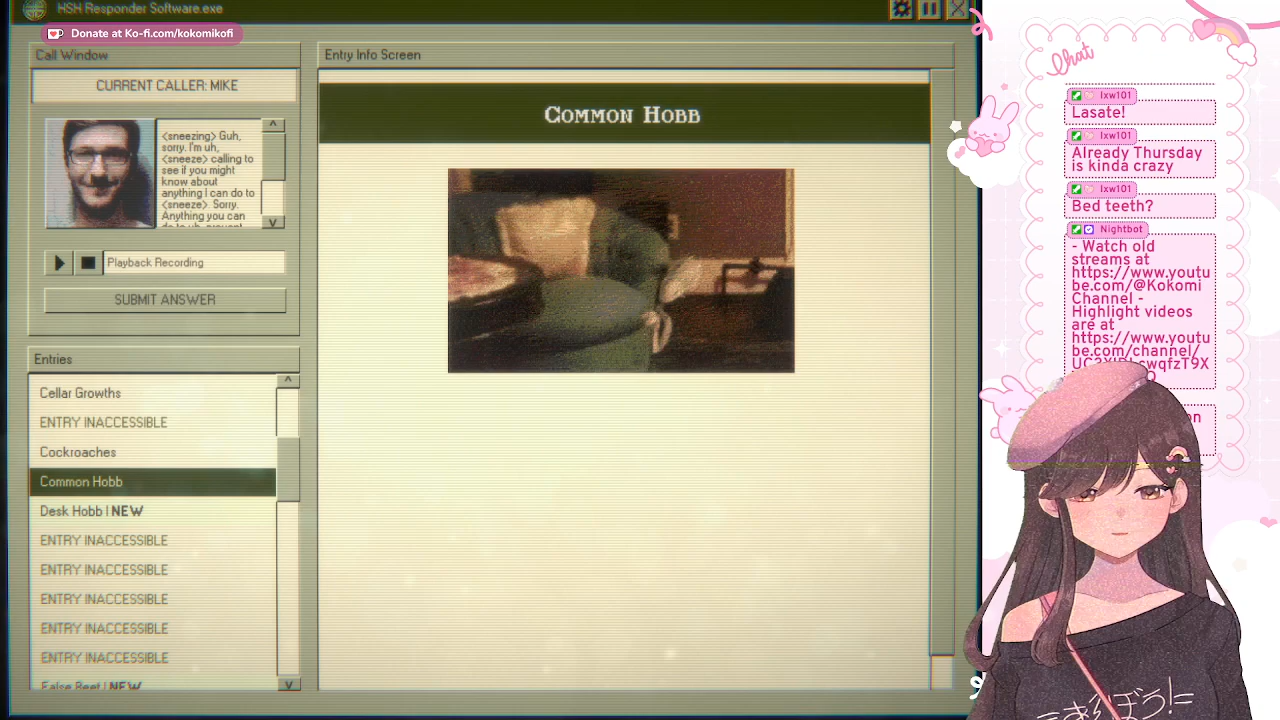 HSH Responder Software.exe
Donate at Ko-fi.com/kokomikofi
Call Window
CURRENT CALLER: MIKE
<sneezing> Guh,
sorry. I'm uh,
<sneeze> calling to
see if you might
know about
anything I can do to
<sneeze>. Sorry.
Anything you can
Playback Recording
SUBMIT ANSWER
Entries
Cellar Growths
ENTRY INACCESSIBLE
Cockroaches
Common Hobb
Desk Hobb | NEW
ENTRY INACCESSIBLE
ENTRY INACCESSIBLE
ENTRY INACCESSIBLE
ENTRY INACCESSIBLE
ENTRY INACCESSIBLE
Entry Info Screen
Common Hobb
Chat
lxw101
Lasate!
lxw101
Already Thursday
is kinda crazy
lxw101
Bed teeth?
Nightbot
- Watch old
streams at
https://www.youtu
be.com/@Kokomi
Channel -
Highlight videos
are at
https://www.youtu
be.com/channel/